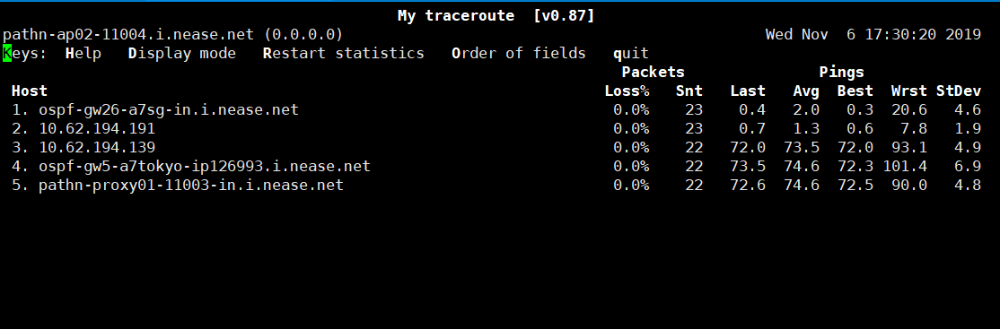 My traceroute  [v0.87]
pathn-ap02-11004.i.nease.net (0.0.0.0) Wed Nov  6 17:30:20 2019
Keys:  Help   Display mode   Restart statistics   Order of fields   quit
Packets Pings
Host Loss% Snt Last Avg Best Wrst StDev
1. ospf-gw26-a7sg-in.i.nease.net 0.0% 23 0.4 2.0 0.3 20.6 4.6
2. 10.62.194.191 0.0% 23 0.7 1.3 0.6 7.8 1.9
3. 10.62.194.139 0.0% 22 72.0 73.5 72.0 93.1 4.9
4. ospf-gw5-a7tokyo-ip126993.i.nease.net 0.0% 22 73.5 74.6 72.3 101.4 6.9
5. pathn-proxy01-11003-in.i.nease.net 0.0% 22 72.6 74.6 72.5 90.0 4.8